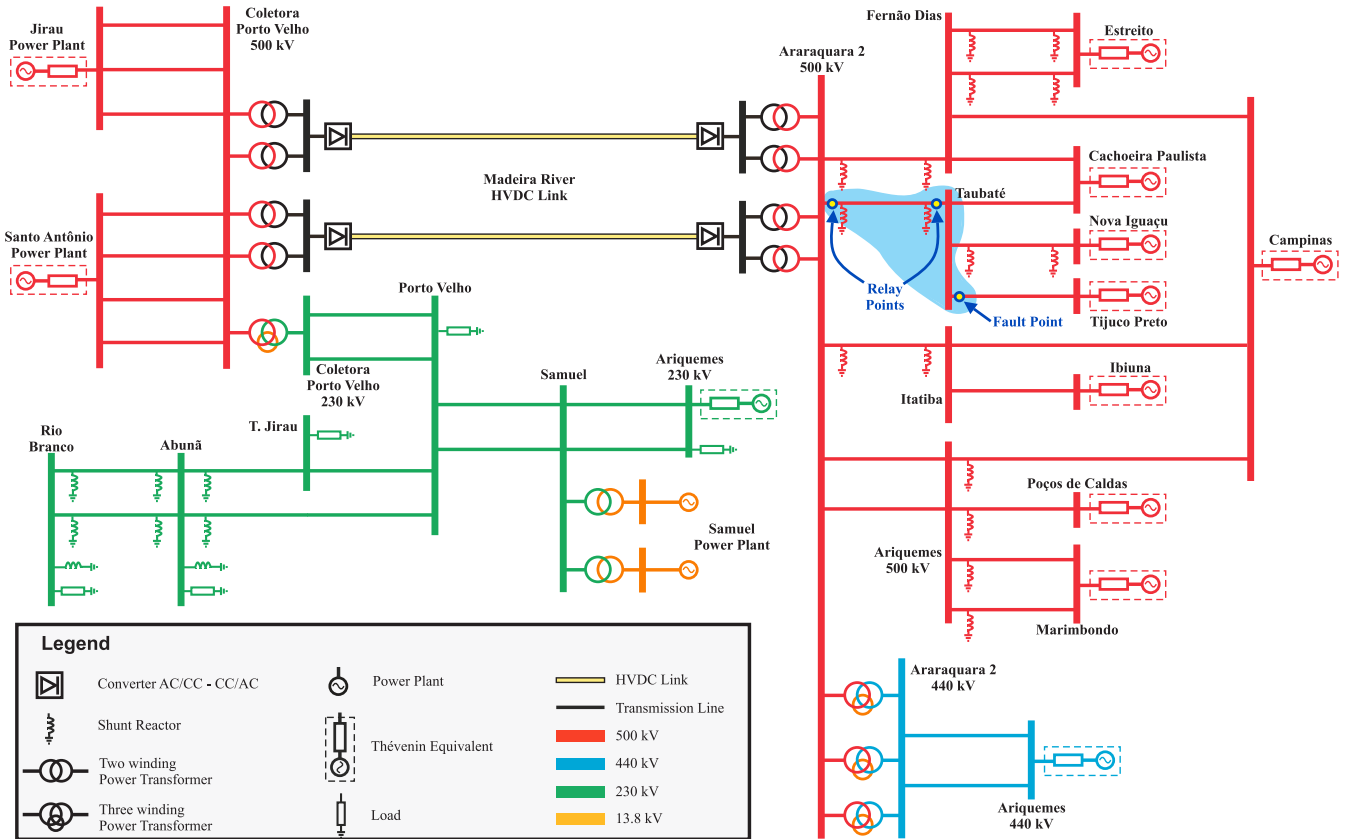 Jirau
Power Plant
Coletora
Porto Velho
500 kV
Santo Antônio
Power Plant
Madeira River
HVDC Link
Araraquara 2
500 kV
Fernão Dias
Estreito
Cachoeira Paulista
Taubaté
Nova Iguaçu
Campinas
Relay
Points
Fault Point
Tijuco Preto
Porto Velho
Coletora
Porto Velho
230 kV
Samuel
Ariquemes
230 kV
Itatiba
Ibiuna
T. Jirau
Rio
Branco
Abunã
Samuel
Power Plant
Poços de Caldas
Ariquemes
500 kV
Marimbondo
Araraquara 2
440 kV
Ariquemes
440 kV
Legend
Converter AC/CC - CC/AC
Shunt Reactor
Two winding
Power Transformer
Three winding
Power Transformer
Power Plant
Thévenin Equivalent
Load
HVDC Link
Transmission Line
500 kV
440 kV
230 kV
13.8 kV